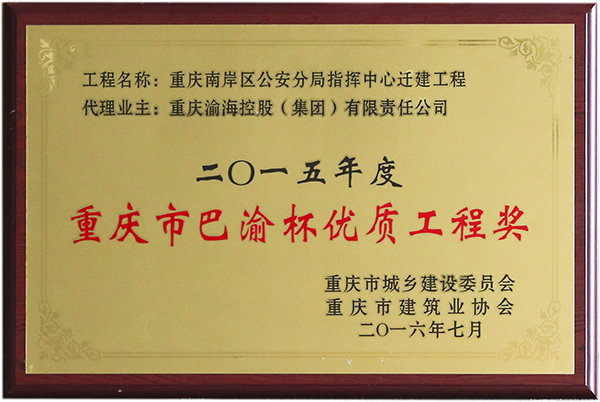 工程名称：重庆南岸区公安分局指挥中心迁建工程
代理业主：重庆渝海控股（集团）有限责任公司
二〇一五年度
重庆市巴渝杯优质工程奖
重庆市城乡建设委员会
重庆市建筑业协会
二〇一六年七月